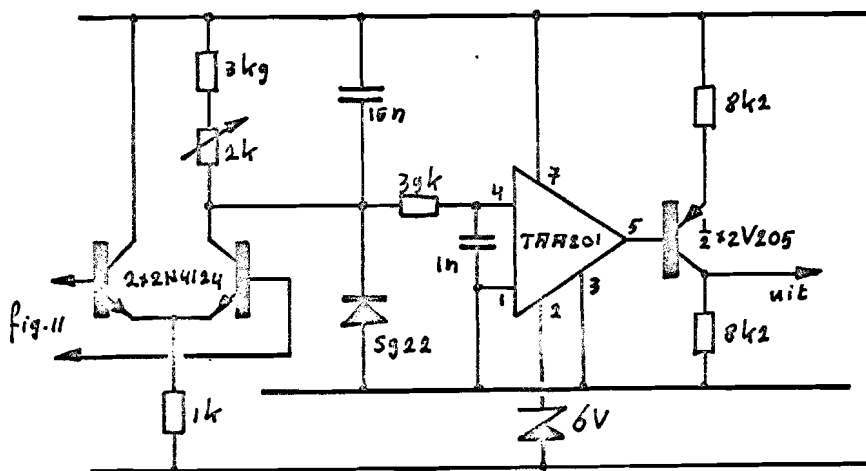 3k9
15n
8k2
2k
39k
4
7
TAA201
5
½ × 2V205
2×2N4124
1n
uit
1
2
3
fig. 11
Sg22
8k2
1k
6V